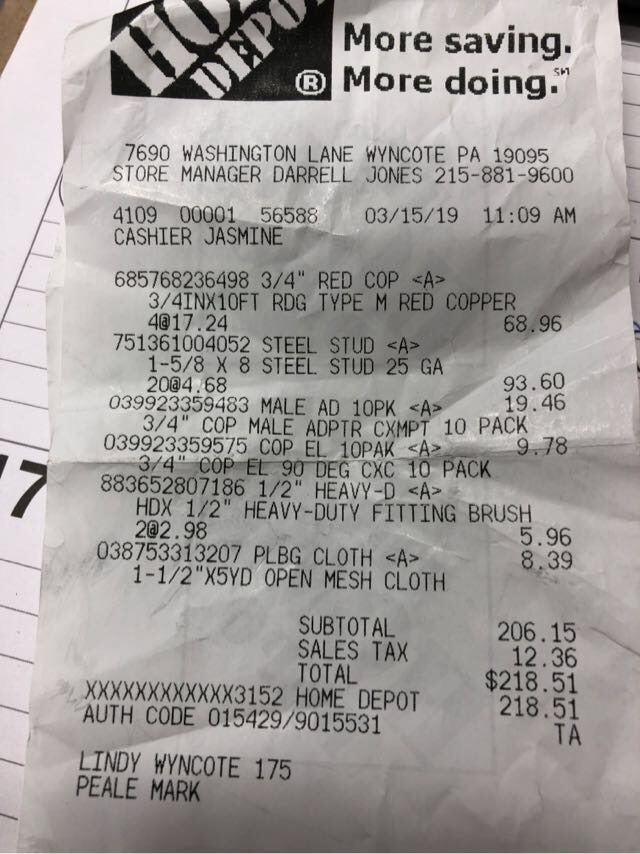 DEPOT
®
More saving.
More doing.℠
7690 WASHINGTON LANE WYNCOTE PA 19095
STORE MANAGER DARRELL JONES 215-881-9600
4109 00001 56588 03/15/19 11:09 AM
CASHIER JASMINE
685768236498 3/4" RED COP <A>
3/4INX10FT RDG TYPE M RED COPPER
4@17.24 68.96
751361004052 STEEL STUD <A>
1-5/8 X 8 STEEL STUD 25 GA
20@4.68 93.60
039923359483 MALE AD 10PK <A> 19.46
3/4" COP MALE ADPTR CXMPT 10 PACK
039923359575 COP EL 10PAK <A> 9.78
3/4" COP EL 90 DEG CXC 10 PACK
883652807186 1/2" HEAVY-D <A>
HDX 1/2" HEAVY-DUTY FITTING BRUSH
2@2.98 5.96
038753313207 PLBG CLOTH <A> 8.39
1-1/2"X5YD OPEN MESH CLOTH
SUBTOTAL 206.15
SALES TAX 12.36
TOTAL $218.51
XXXXXXXXXXXX3152 HOME DEPOT 218.51
AUTH CODE 015429/9015531 TA
LINDY WYNCOTE 175
PEALE MARK